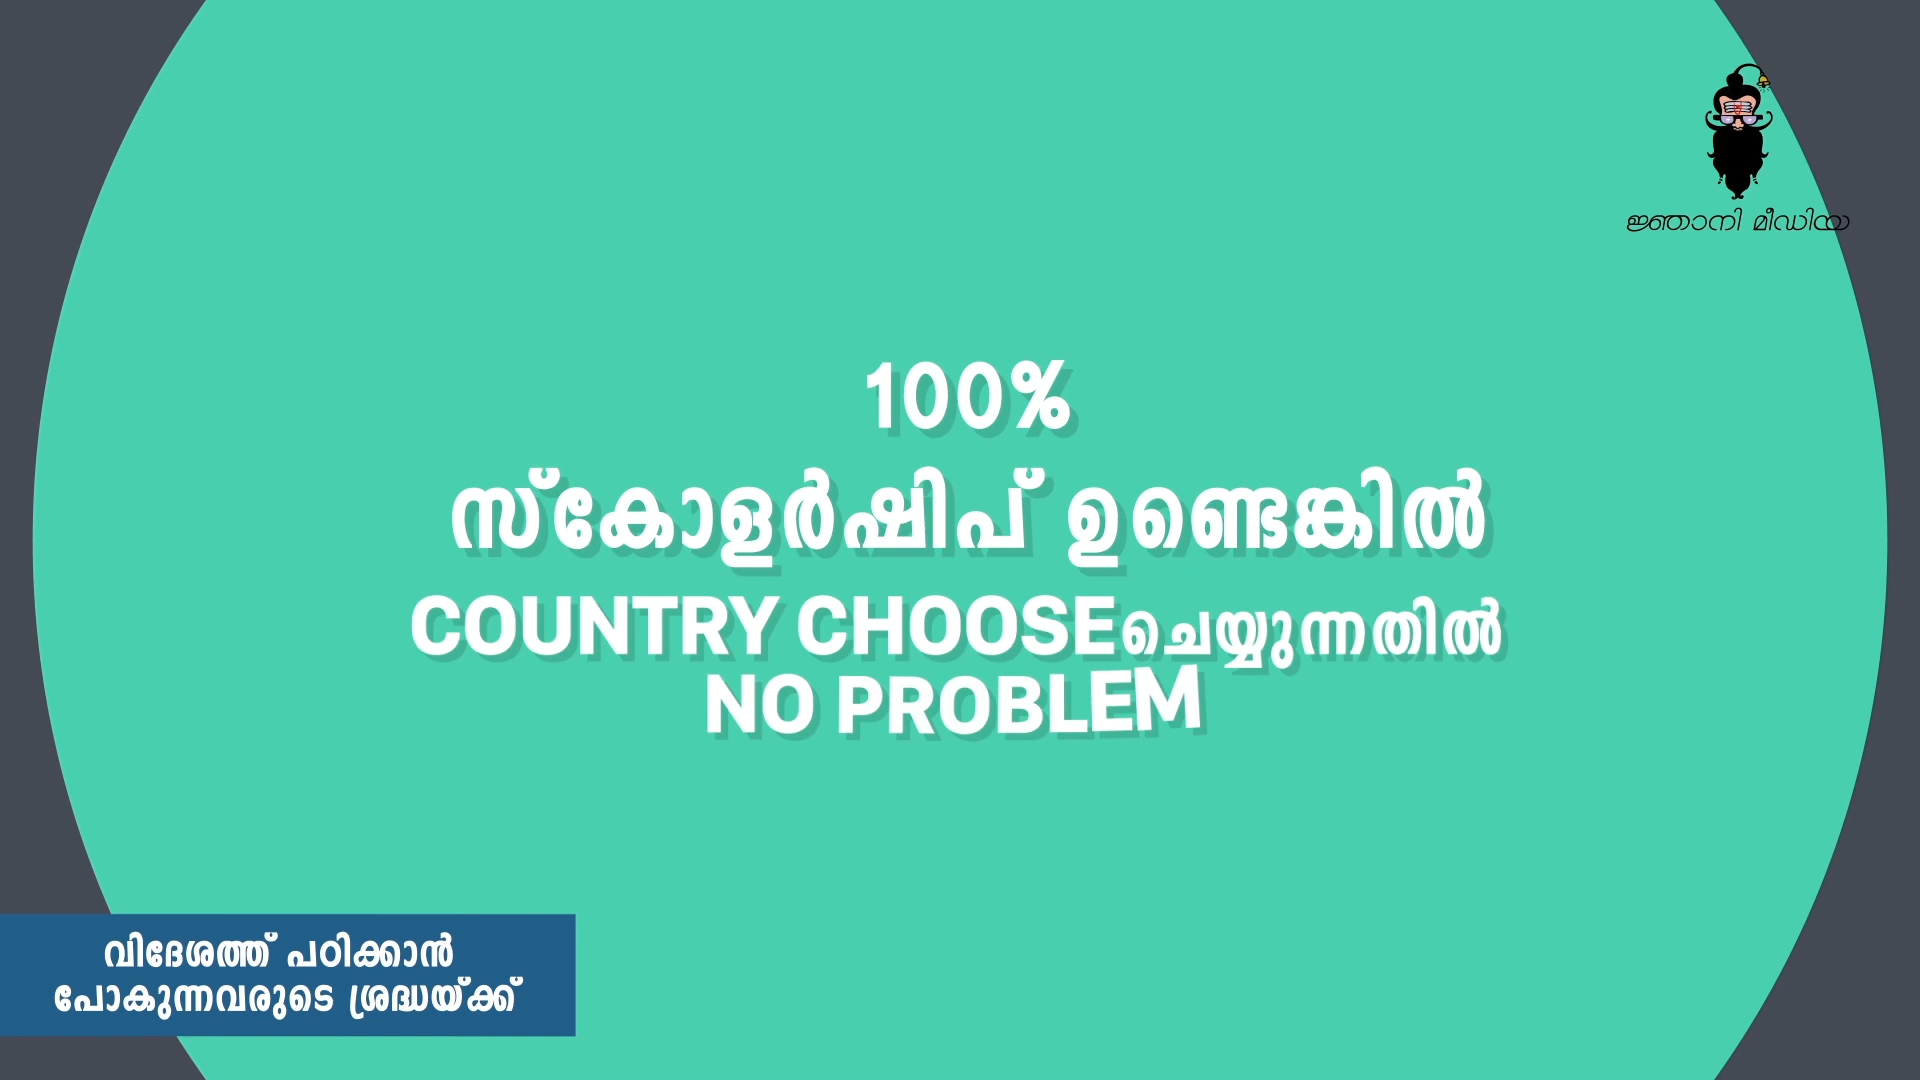 ജ്ഞാനി മീഡിയ
100%
സ്കോളർഷിപ് ഉണ്ടെങ്കിൽ
COUNTRY CHOOSEചെയ്യുന്നതിൽ
NO PROBLEM
വിദേശത്ത് പഠിക്കാൻ
പോകുന്നവരുടെ ശ്രദ്ധയ്ക്ക്